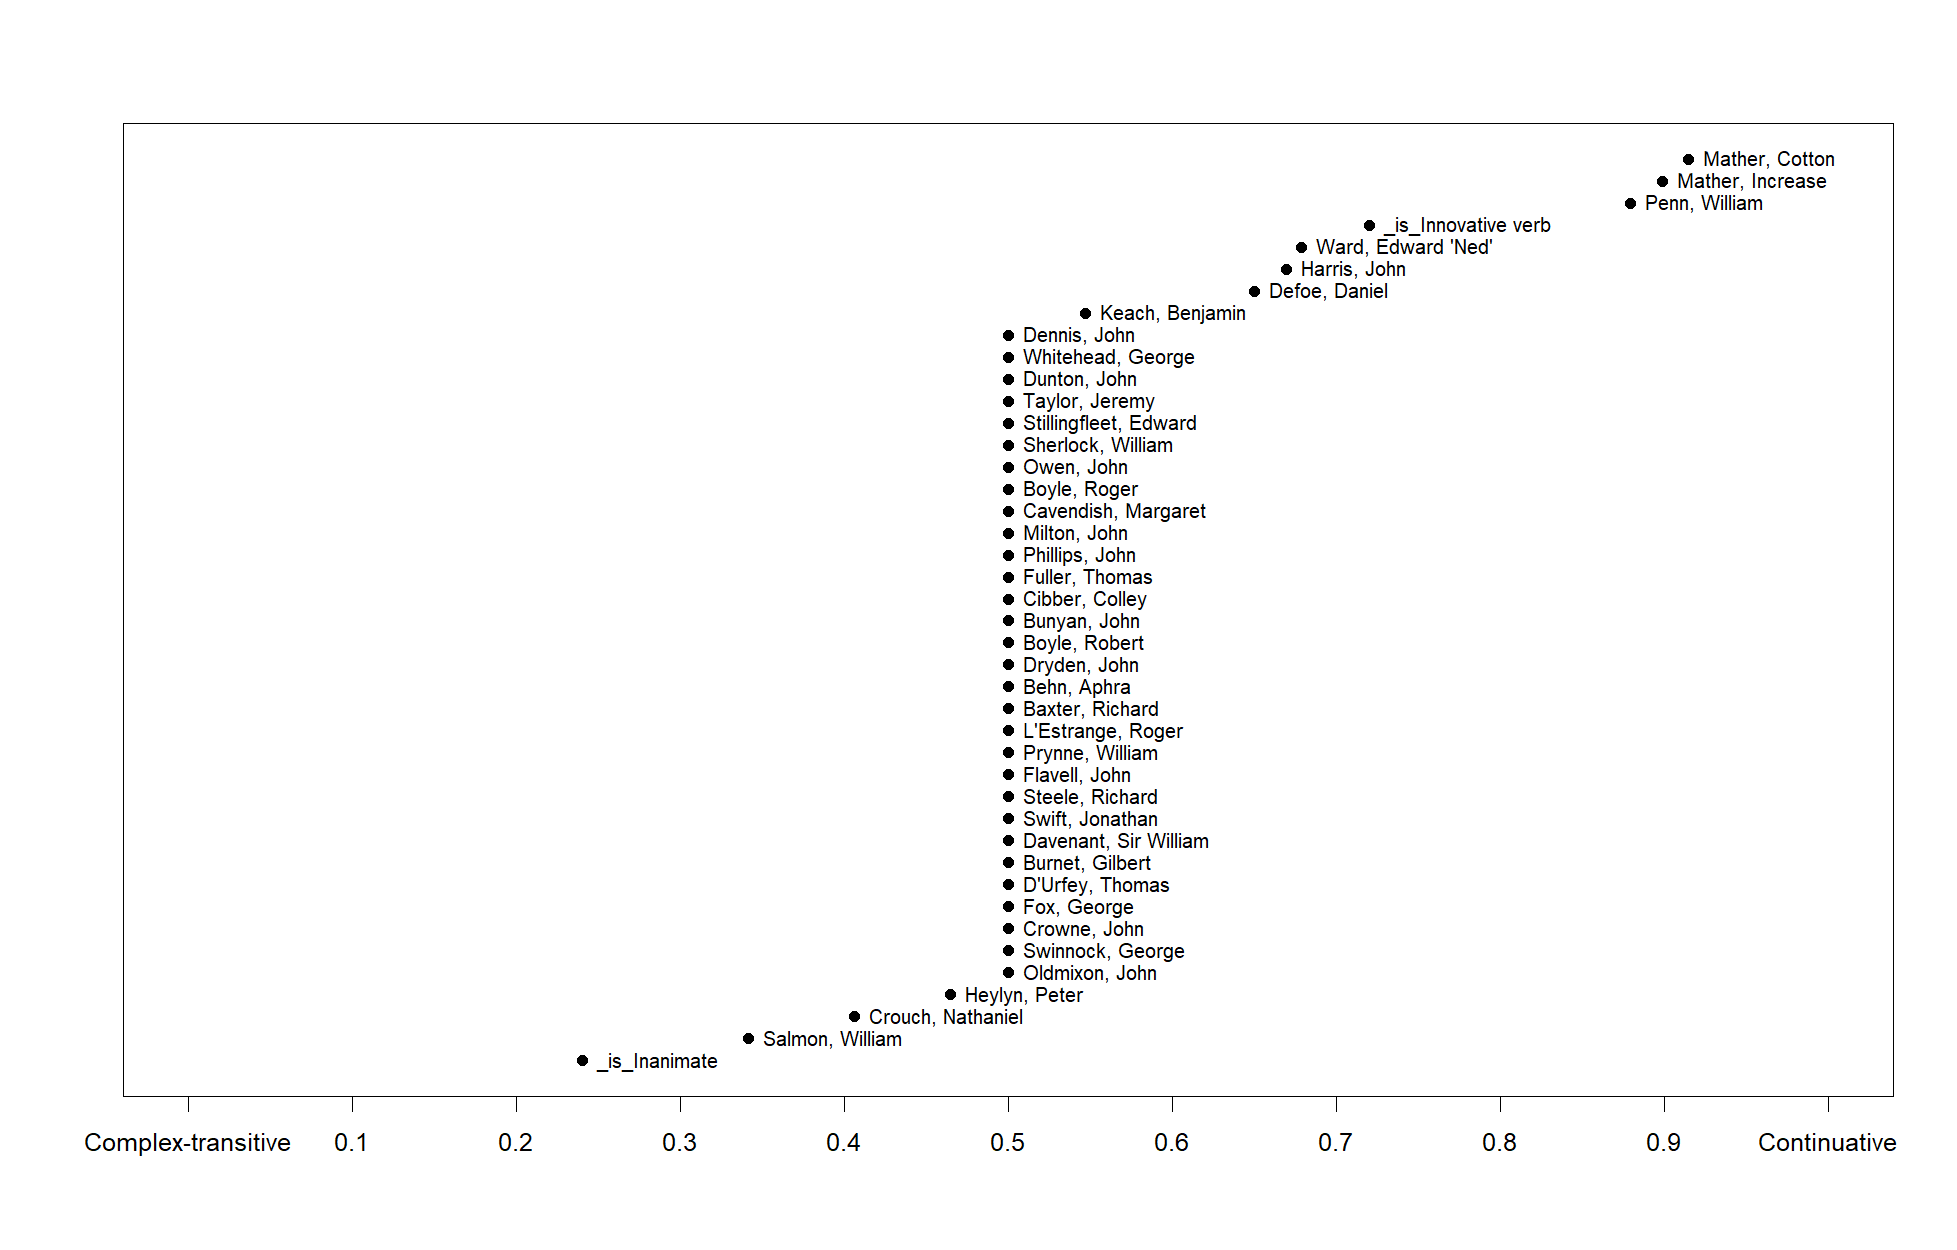 Mather, Cotton
Mather, Increase
Penn, William
_is_Innovative verb
Ward, Edward 'Ned'
Harris, John
Defoe, Daniel
Keach, Benjamin
Dennis, John
Whitehead, George
Dunton, John
Taylor, Jeremy
Stillingfleet, Edward
Sherlock, William
Owen, John
Boyle, Roger
Cavendish, Margaret
Milton, John
Phillips, John
Fuller, Thomas
Cibber, Colley
Bunyan, John
Boyle, Robert
Dryden, John
Behn, Aphra
Baxter, Richard
L'Estrange, Roger
Prynne, William
Flavell, John
Steele, Richard
Swift, Jonathan
Davenant, Sir William
Burnet, Gilbert
D'Urfey, Thomas
Fox, George
Crowne, John
Swinnock, George
Oldmixon, John
Heylyn, Peter
Crouch, Nathaniel
Salmon, William
_is_Inanimate
Complex-transitive 0.1 0.2 0.3 0.4 0.5 0.6 0.7 0.8 0.9 Continuative